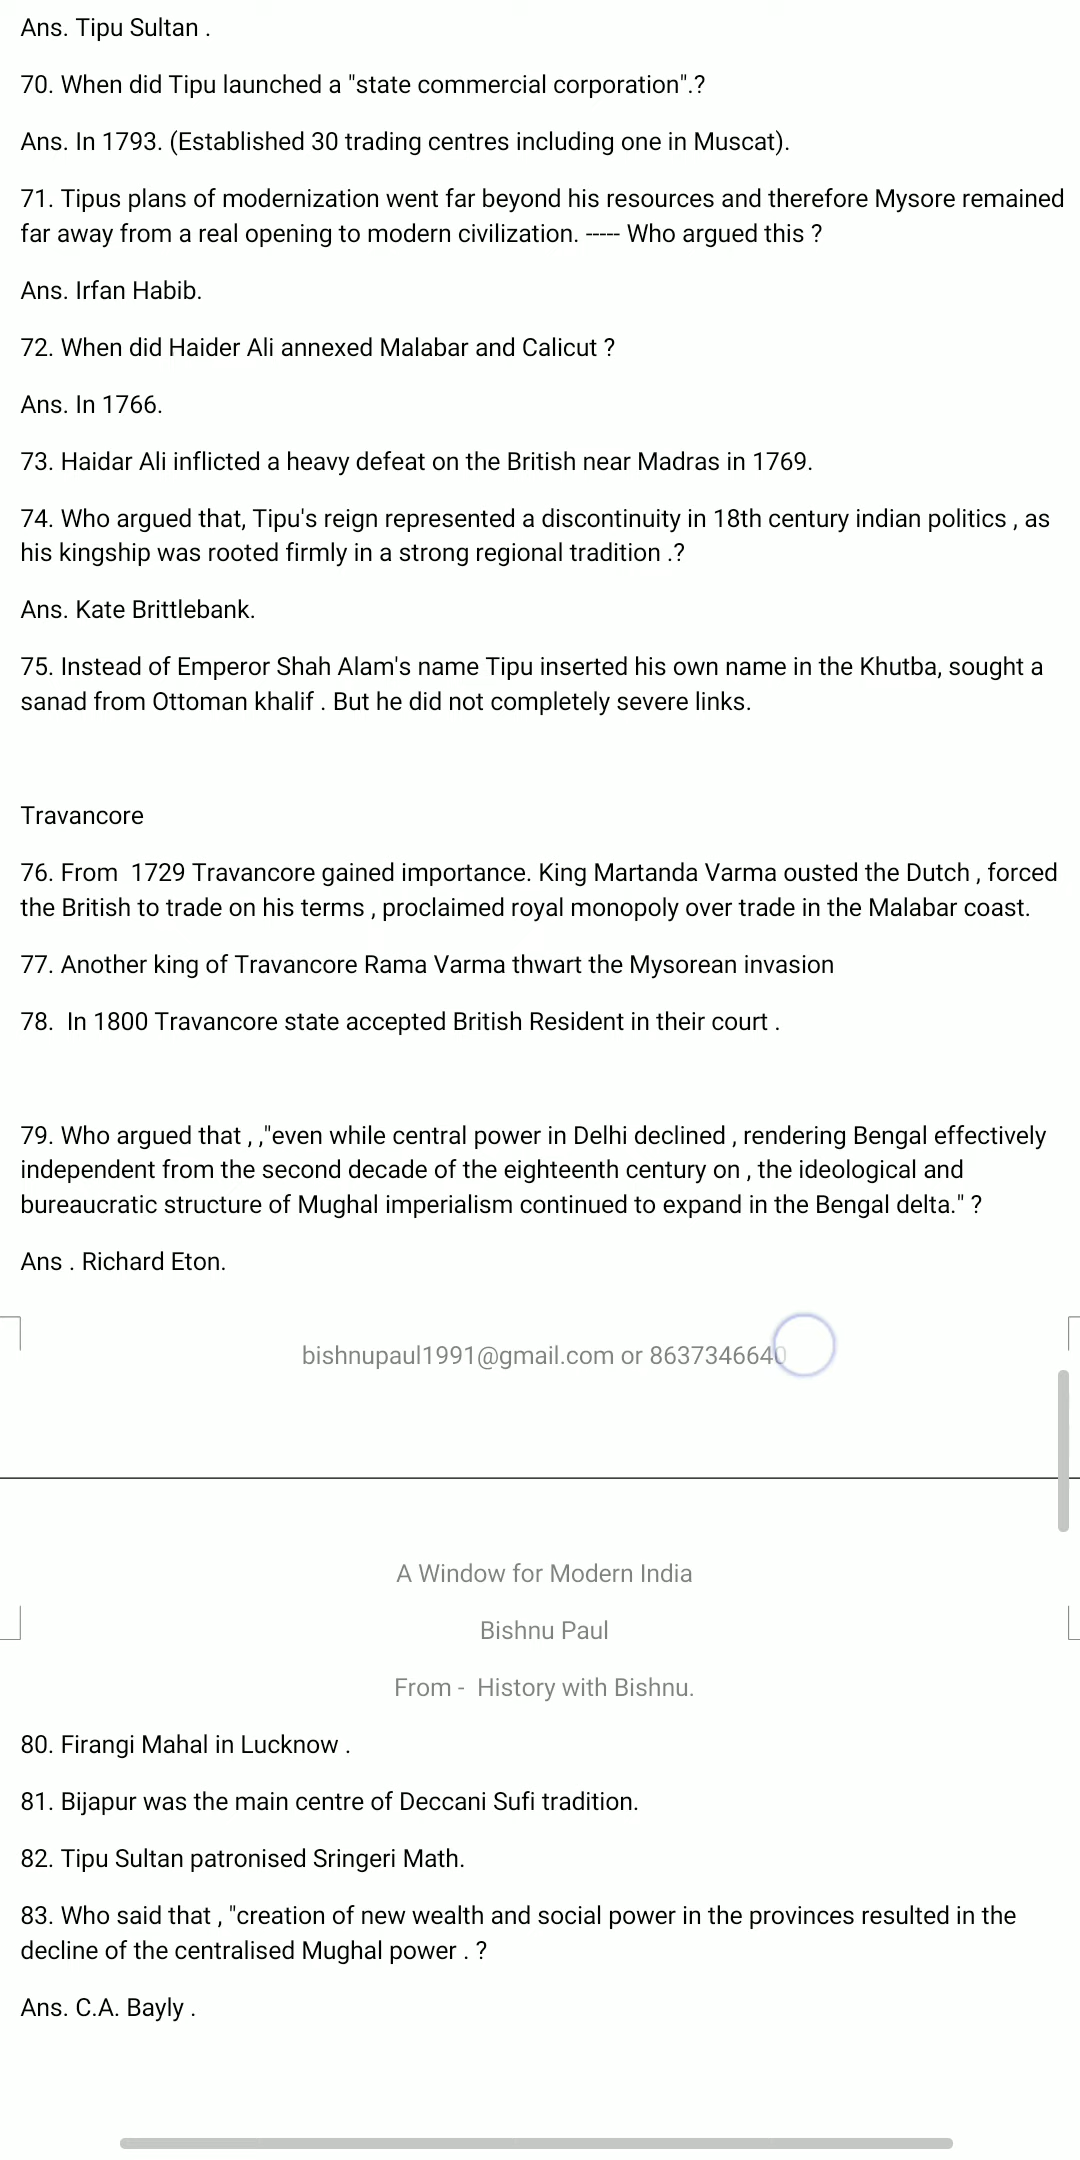 Ans. Tipu Sultan .
70. When did Tipu launched a "state commercial corporation".?
Ans. In 1793. (Established 30 trading centres including one in Muscat).
71. Tipus plans of modernization went far beyond his resources and therefore Mysore remained
far away from a real opening to modern civilization. ----- Who argued this ?
Ans. Irfan Habib.
72. When did Haider Ali annexed Malabar and Calicut ?
Ans. In 1766.
73. Haidar Ali inflicted a heavy defeat on the British near Madras in 1769.
74. Who argued that, Tipu's reign represented a discontinuity in 18th century indian politics , as
his kingship was rooted firmly in a strong regional tradition .?
Ans. Kate Brittlebank.
75. Instead of Emperor Shah Alam's name Tipu inserted his own name in the Khutba, sought a
sanad from Ottoman khalif . But he did not completely severe links.
Travancore
76. From  1729 Travancore gained importance. King Martanda Varma ousted the Dutch , forced
the British to trade on his terms , proclaimed royal monopoly over trade in the Malabar coast.
77. Another king of Travancore Rama Varma thwart the Mysorean invasion
78.  In 1800 Travancore state accepted British Resident in their court .
79. Who argued that , ,"even while central power in Delhi declined , rendering Bengal effectively
independent from the second decade of the eighteenth century on , the ideological and
bureaucratic structure of Mughal imperialism continued to expand in the Bengal delta." ?
Ans . Richard Eton.
bishnupaul1991@gmail.com or 8637346640
A Window for Modern India
Bishnu Paul
From -  History with Bishnu.
80. Firangi Mahal in Lucknow .
81. Bijapur was the main centre of Deccani Sufi tradition.
82. Tipu Sultan patronised Sringeri Math.
83. Who said that , "creation of new wealth and social power in the provinces resulted in the
decline of the centralised Mughal power . ?
Ans. C.A. Bayly .